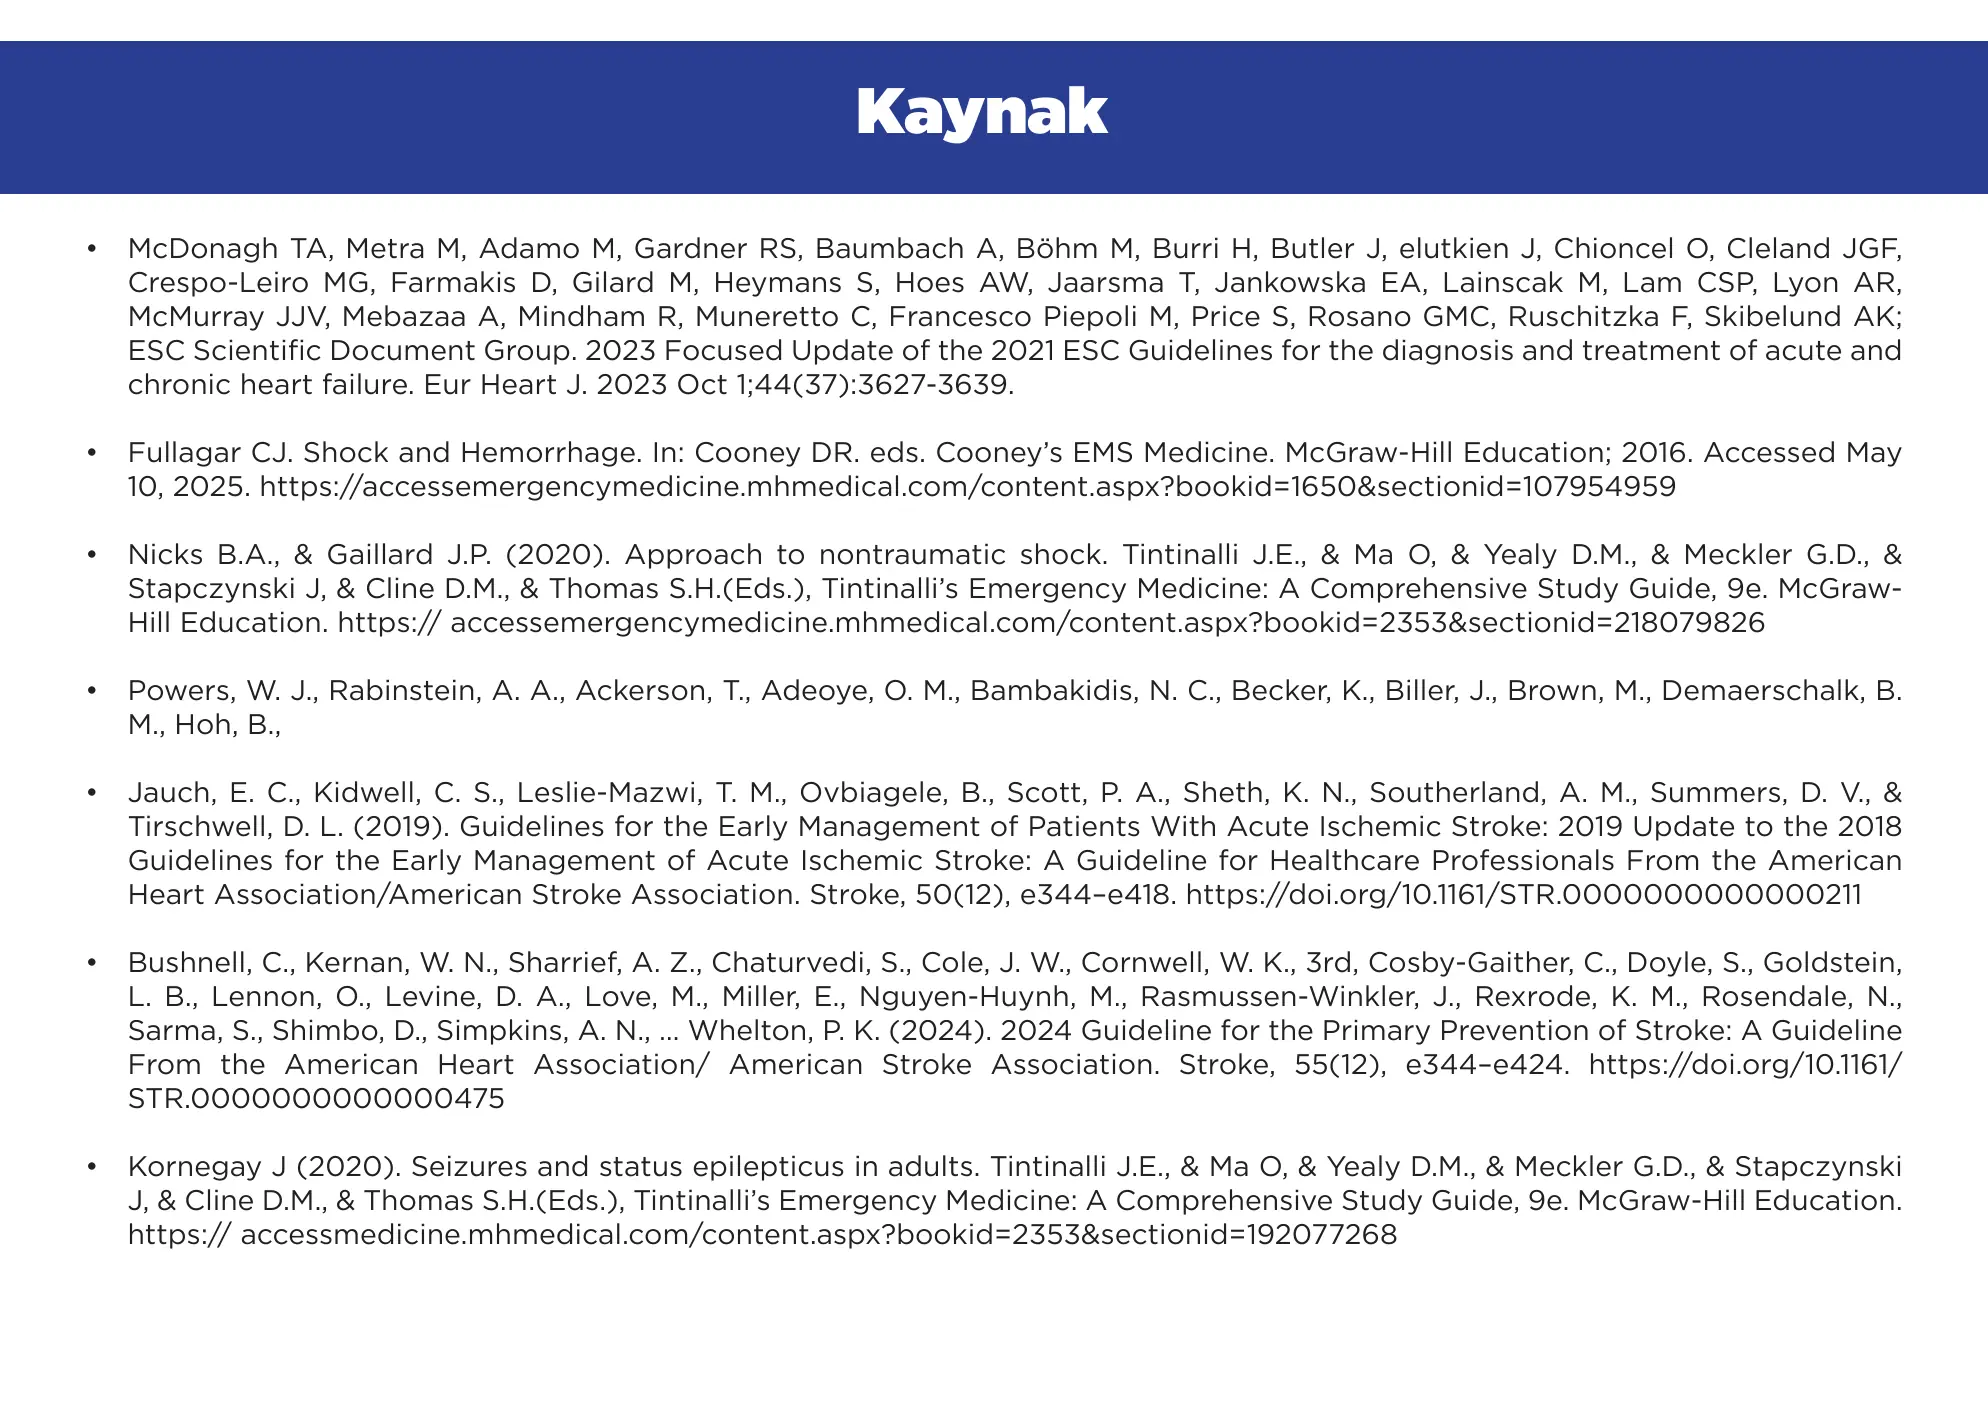 Kaynak
• McDonagh TA, Metra M, Adamo M, Gardner RS, Baumbach A, Böhm M, Burri H, Butler J, elutkien J, Chioncel O, Cleland JGF,
Crespo-Leiro MG, Farmakis D, Gilard M, Heymans S, Hoes AW, Jaarsma T, Jankowska EA, Lainscak M, Lam CSP, Lyon AR,
McMurray JJV, Mebazaa A, Mindham R, Muneretto C, Francesco Piepoli M, Price S, Rosano GMC, Ruschitzka F, Skibelund AK;
ESC Scientific Document Group. 2023 Focused Update of the 2021 ESC Guidelines for the diagnosis and treatment of acute and
chronic heart failure. Eur Heart J. 2023 Oct 1;44(37):3627-3639.
• Fullagar CJ. Shock and Hemorrhage. In: Cooney DR. eds. Cooney’s EMS Medicine. McGraw-Hill Education; 2016. Accessed May
10, 2025. https://accessemergencymedicine.mhmedical.com/content.aspx?bookid=1650&sectionid=107954959
• Nicks B.A., & Gaillard J.P. (2020). Approach to nontraumatic shock. Tintinalli J.E., & Ma O, & Yealy D.M., & Meckler G.D., &
Stapczynski J, & Cline D.M., & Thomas S.H.(Eds.), Tintinalli’s Emergency Medicine: A Comprehensive Study Guide, 9e. McGraw-
Hill Education. https:// accessemergencymedicine.mhmedical.com/content.aspx?bookid=2353&sectionid=218079826
• Powers, W. J., Rabinstein, A. A., Ackerson, T., Adeoye, O. M., Bambakidis, N. C., Becker, K., Biller, J., Brown, M., Demaerschalk, B.
M., Hoh, B.,
• Jauch, E. C., Kidwell, C. S., Leslie-Mazwi, T. M., Ovbiagele, B., Scott, P. A., Sheth, K. N., Southerland, A. M., Summers, D. V., &
Tirschwell, D. L. (2019). Guidelines for the Early Management of Patients With Acute Ischemic Stroke: 2019 Update to the 2018
Guidelines for the Early Management of Acute Ischemic Stroke: A Guideline for Healthcare Professionals From the American
Heart Association/American Stroke Association. Stroke, 50(12), e344–e418. https://doi.org/10.1161/STR.0000000000000211
• Bushnell, C., Kernan, W. N., Sharrief, A. Z., Chaturvedi, S., Cole, J. W., Cornwell, W. K., 3rd, Cosby-Gaither, C., Doyle, S., Goldstein,
L. B., Lennon, O., Levine, D. A., Love, M., Miller, E., Nguyen-Huynh, M., Rasmussen-Winkler, J., Rexrode, K. M., Rosendale, N.,
Sarma, S., Shimbo, D., Simpkins, A. N., ... Whelton, P. K. (2024). 2024 Guideline for the Primary Prevention of Stroke: A Guideline
From the American Heart Association/ American Stroke Association. Stroke, 55(12), e344–e424. https://doi.org/10.1161/
STR.0000000000000475
• Kornegay J (2020). Seizures and status epilepticus in adults. Tintinalli J.E., & Ma O, & Yealy D.M., & Meckler G.D., & Stapczynski
J, & Cline D.M., & Thomas S.H.(Eds.), Tintinalli’s Emergency Medicine: A Comprehensive Study Guide, 9e. McGraw-Hill Education.
https:// accessmedicine.mhmedical.com/content.aspx?bookid=2353&sectionid=192077268